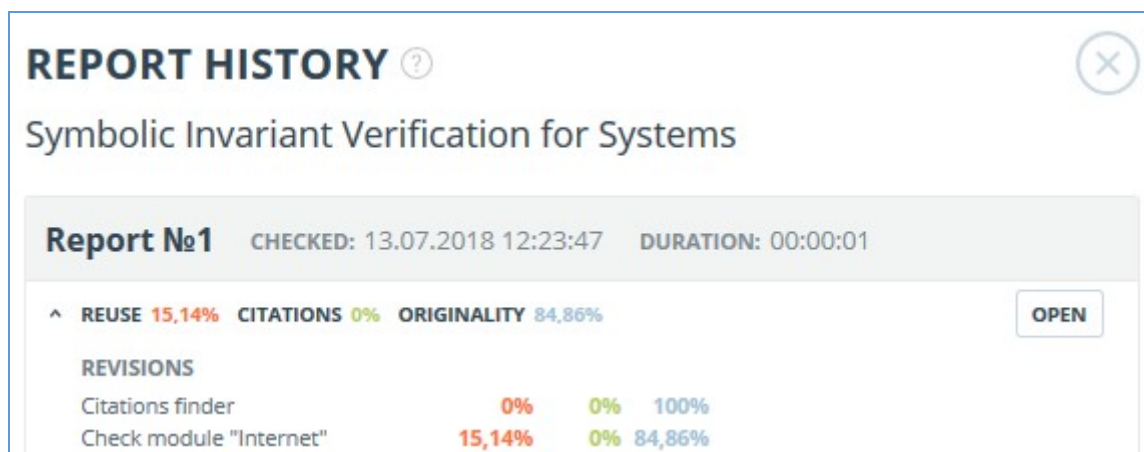 REPORT HISTORY ?
Symbolic Invariant Verification for Systems
Report №1 CHECKED: 13.07.2018 12:23:47 DURATION: 00:00:01
REUSE 15,14% CITATIONS 0% ORIGINALITY 84,86% OPEN
REVISIONS
Citations finder 0% 0% 100%
Check module "Internet" 15,14% 0% 84,86%